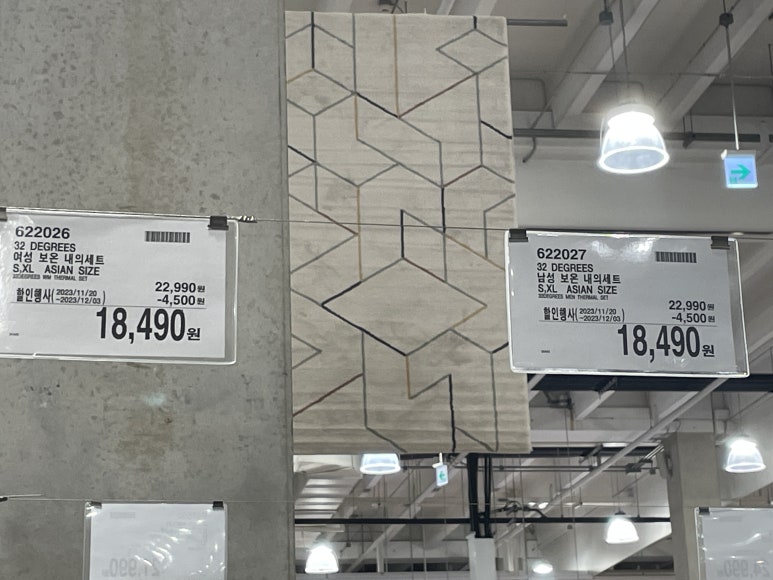 622026
32 DEGREES
여성 보온 내의세트
S,XL ASIAN SIZE
32DEGREES WM THERMAL SET
22,990원
할인행사(2023/11/20 ~2023/12/03) -4,500원
18,490원
622027
32 DEGREES
남성 보온 내의세트
S,XL ASIAN SIZE
32DEGREES MEN THERMAL SET
22,990원
할인행사(2023/11/20 ~2023/12/03) -4,500원
18,490원